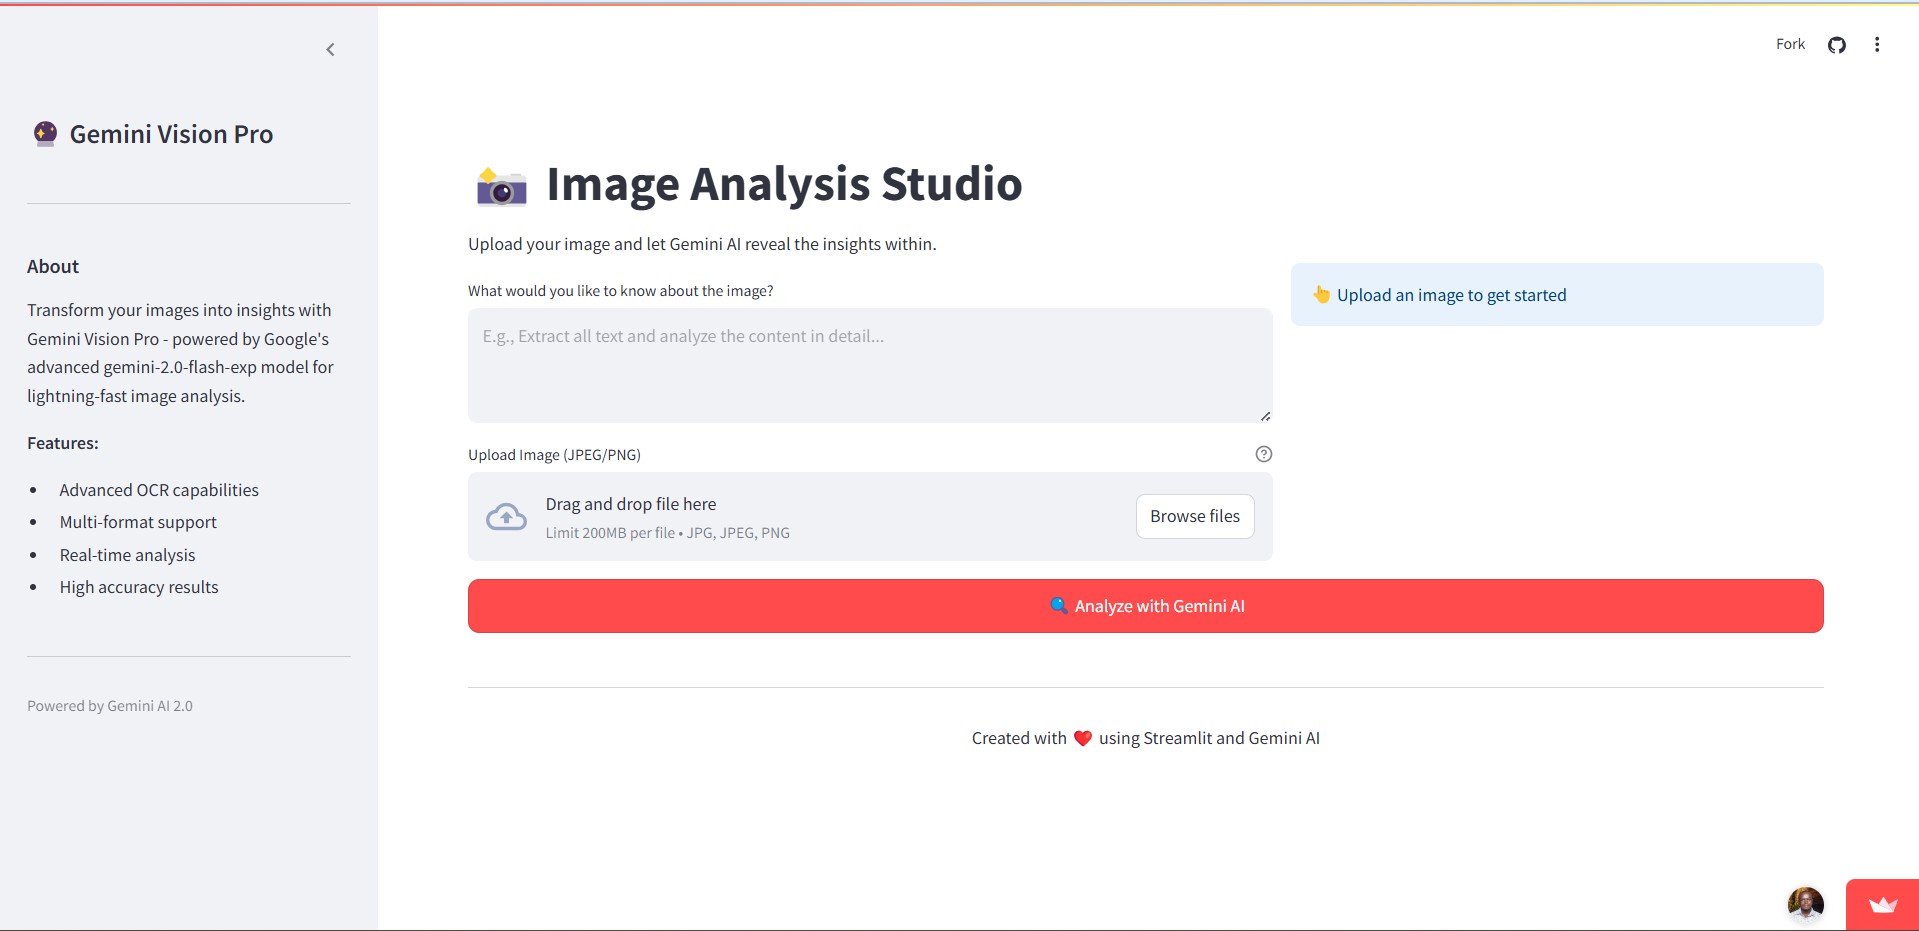 Fork
Gemini Vision Pro
About
Transform your images into insights with
Gemini Vision Pro - powered by Google's
advanced gemini-2.0-flash-exp model for
lightning-fast image analysis.
Features:
Advanced OCR capabilities
Multi-format support
Real-time analysis
High accuracy results
Powered by Gemini AI 2.0
Image Analysis Studio
Upload your image and let Gemini AI reveal the insights within.
What would you like to know about the image?
E.g., Extract all text and analyze the content in detail...
Upload Image (JPEG/PNG)
Drag and drop file here
Limit 200MB per file • JPG, JPEG, PNG
Browse files
👆 Upload an image to get started
🔍 Analyze with Gemini AI
Created with ❤️ using Streamlit and Gemini AI